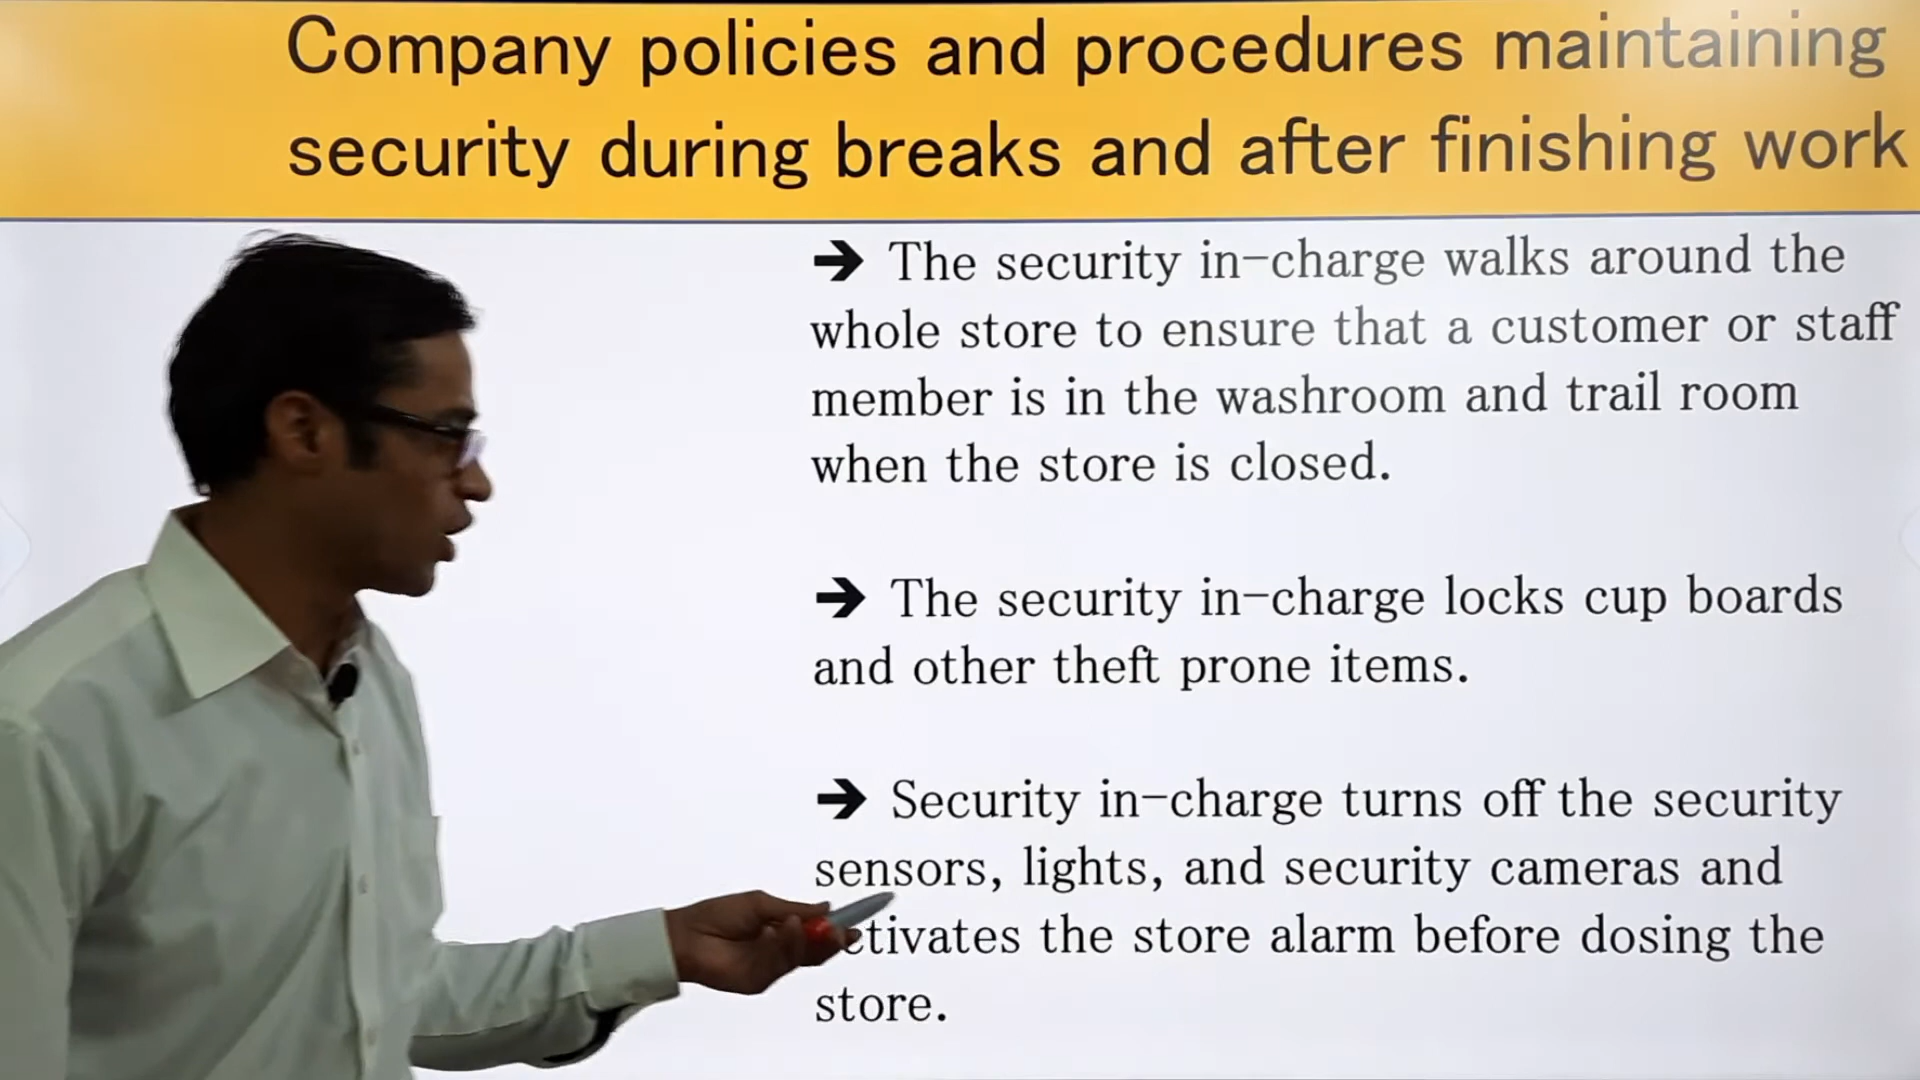 Company policies and procedures maintaining
security during breaks and after finishing work
➔ The security in-charge walks around the
whole store to ensure that a customer or staff
member is in the washroom and trail room
when the store is closed.
➔ The security in-charge locks cup boards
and other theft prone items.
➔ Security in-charge turns off the security
sensors, lights, and security cameras and
ctivates the store alarm before dosing the
store.